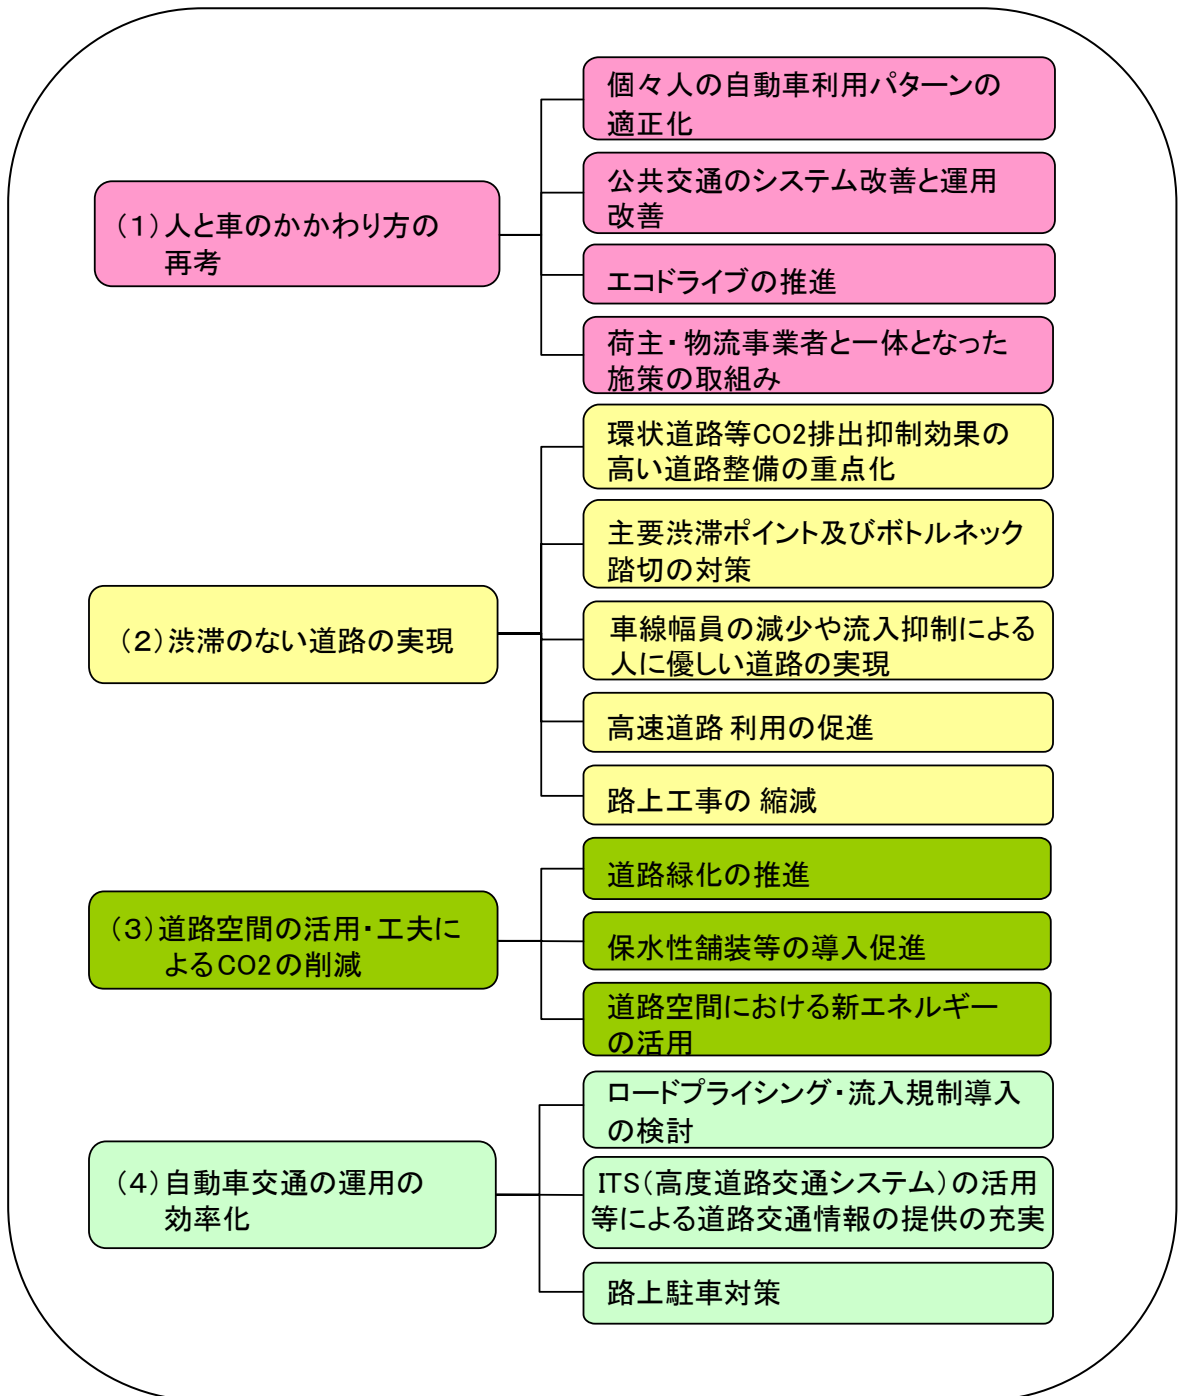 (1)人と車のかかわり方の
再考
個々人の自動車利用パターンの
適正化
公共交通のシステム改善と運用
改善
エコドライブの推進
荷主・物流事業者と一体となった
施策の取組み
(2)渋滞のない道路の実現
環状道路等CO2排出抑制効果の
高い道路整備の重点化
主要渋滞ポイント及びボトルネック
踏切の対策
車線幅員の減少や流入抑制による
人に優しい道路の実現
高速道路 利用の促進
路上工事の 縮減
(3)道路空間の活用・工夫に
よるCO2の削減
道路緑化の推進
保水性舗装等の導入促進
道路空間における新エネルギー
の活用
(4)自動車交通の運用の
効率化
ロードプライシング・流入規制導入
の検討
ITS(高度道路交通システム)の活用
等による道路交通情報の提供の充実
路上駐車対策